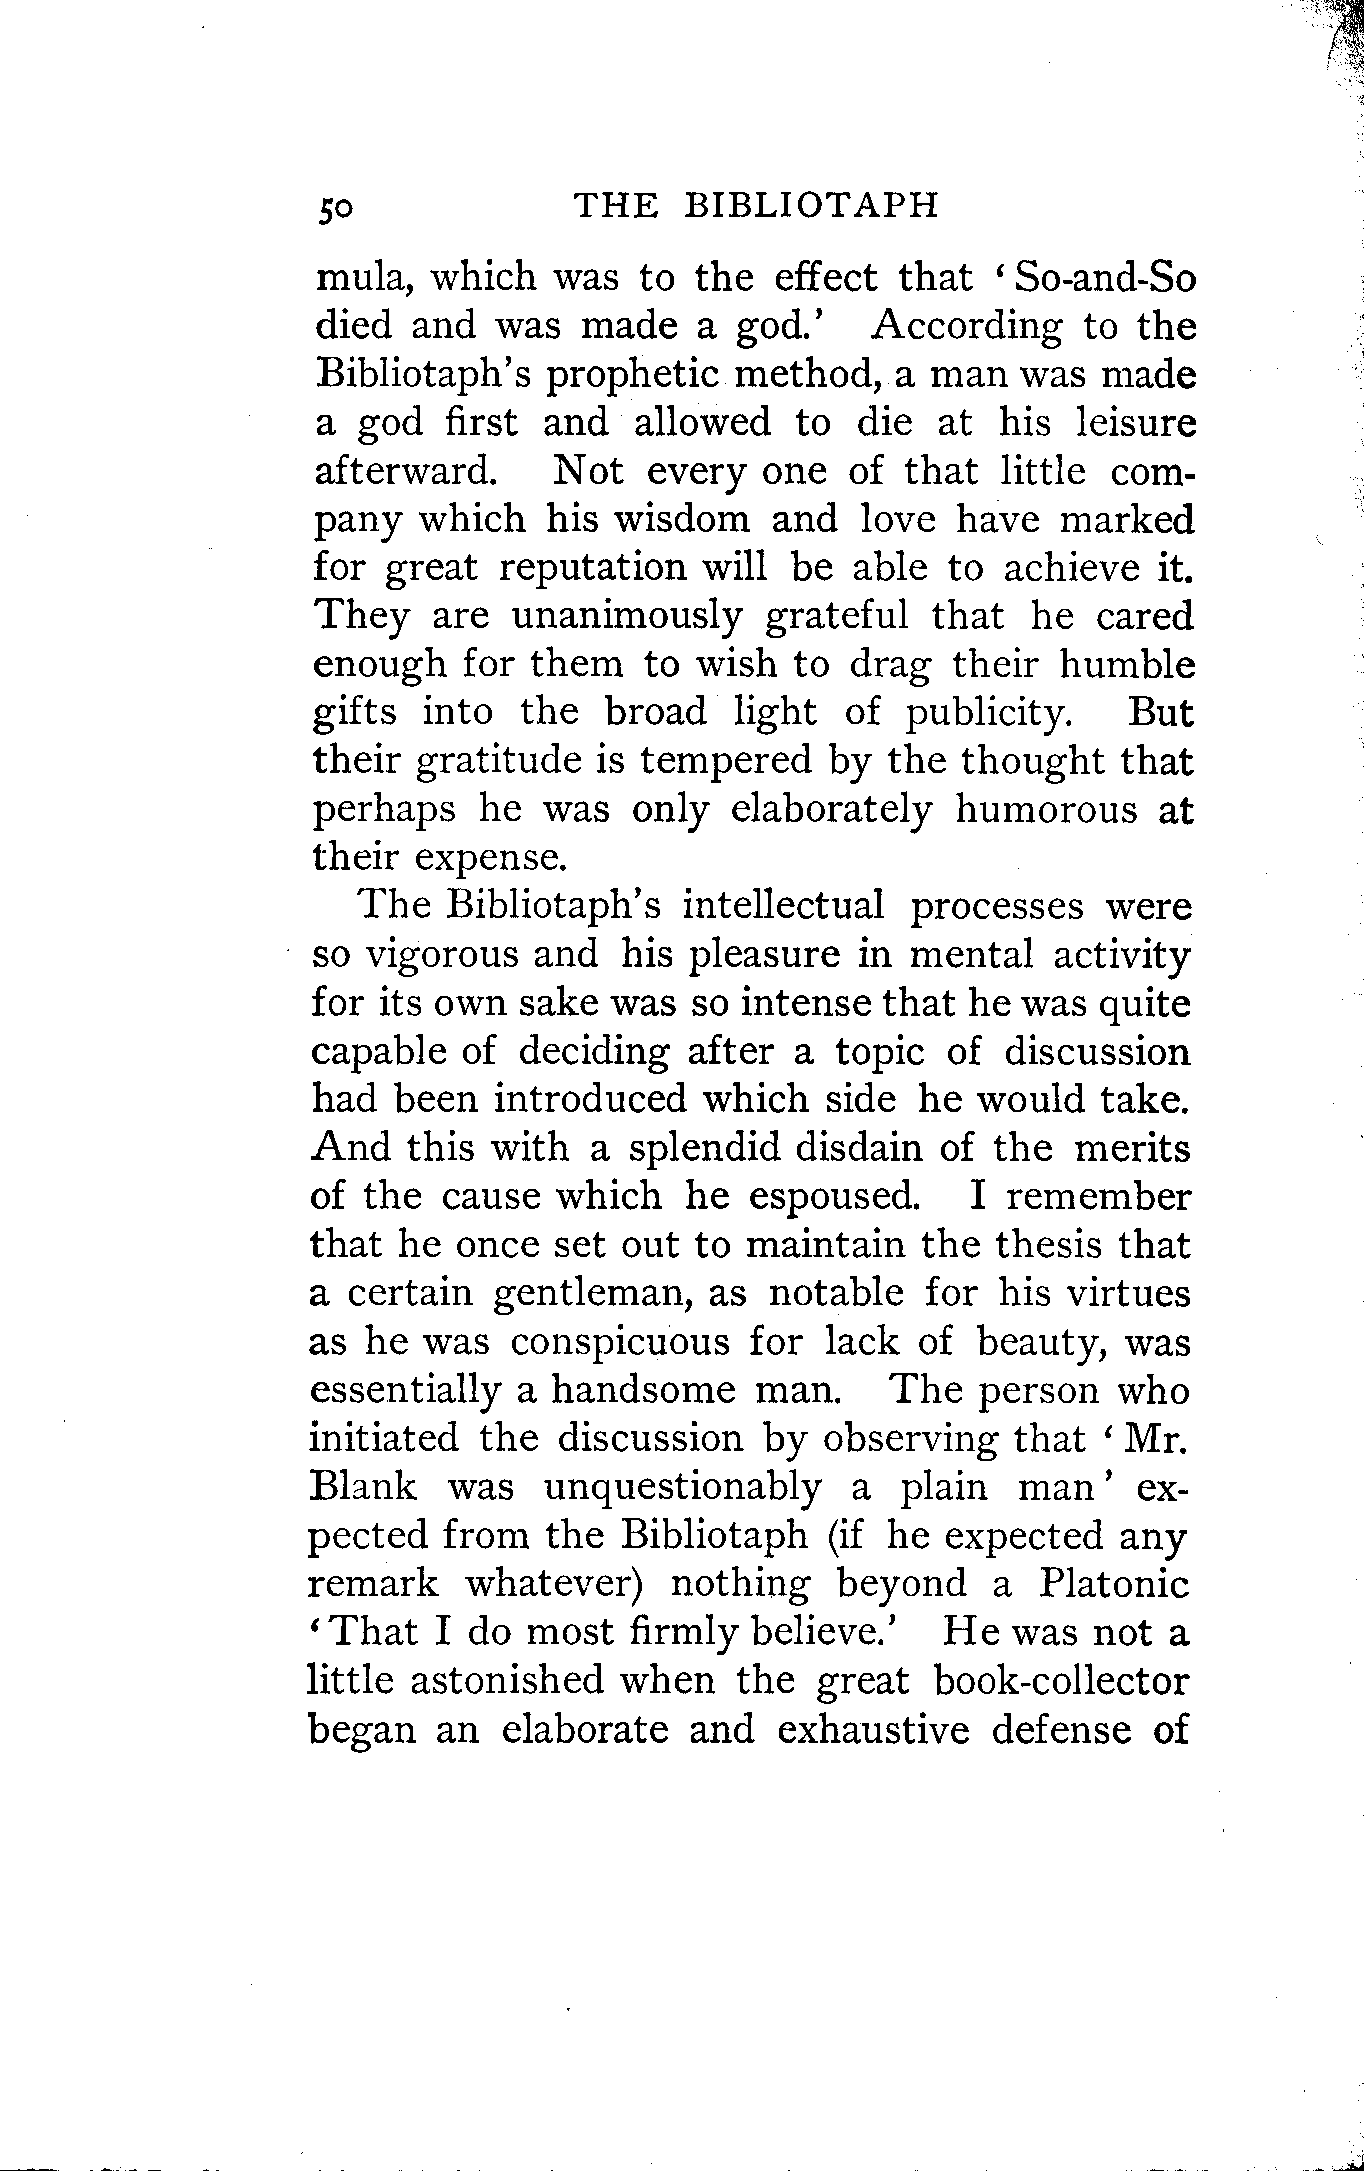 50 THE BIBLIOTAPH
mula, which was to the effect that ‘ So-and-So
died and was made a god.’ According to the
Bibliotaph’s prophetic method, a man was made
a god first and allowed to die at his leisure
afterward. Not every one of that little com-
pany which his wisdom and love have marked
for great reputation will be able to achieve it.
They are unanimously grateful that he cared
enough for them to wish to drag their humble
gifts into the broad light of publicity. But
their gratitude is tempered by the thought that
perhaps he was only elaborately humorous at
their expense.
The Bibliotaph’s intellectual processes were
so vigorous and his pleasure in mental activity
for its own sake was so intense that he was quite
capable of deciding after a topic of discussion
had been introduced which side he would take.
And this with a splendid disdain of the merits
of the cause which he espoused. I remember
that he once set out to maintain the thesis that
a certain gentleman, as notable for his virtues
as he was conspicuous for lack of beauty, was
essentially a handsome man. The person who
initiated the discussion by observing that ‘ Mr.
Blank was unquestionably a plain man ’ ex-
pected from the Bibliotaph (if he expected any
remark whatever) nothing beyond a Platonic
‘ That I do most firmly believe.’ He was not a
little astonished when the great book-collector
began an elaborate and exhaustive defense of